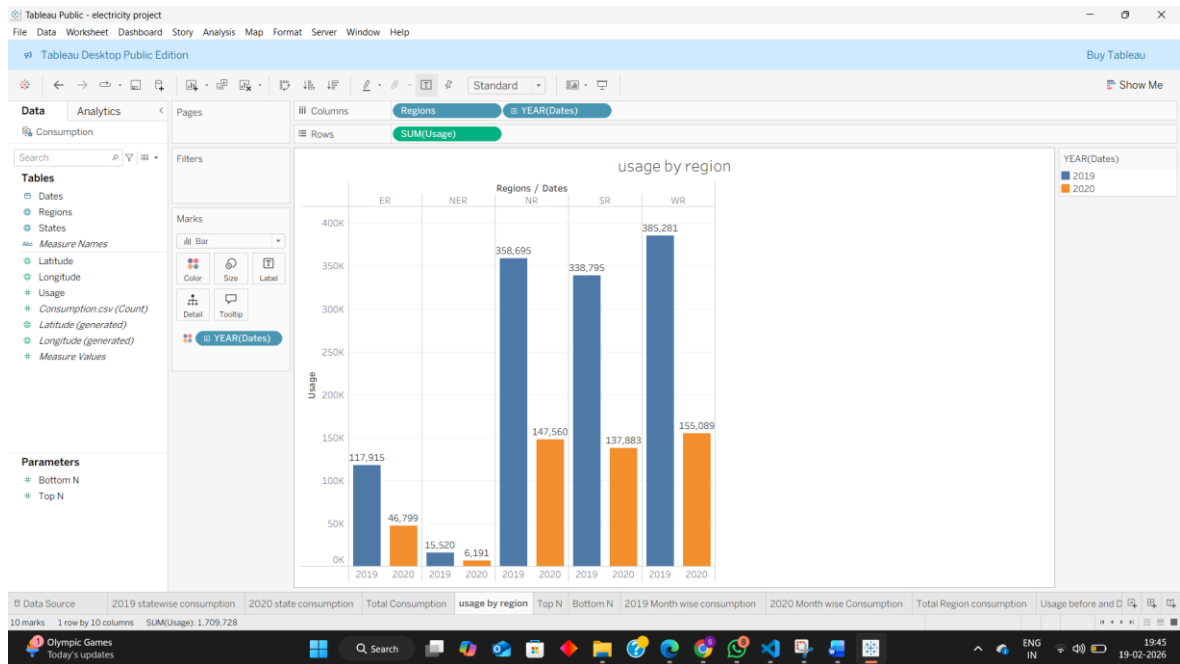 Tableau Public - electricity project
File Data Worksheet Dashboard Story Analysis Map Format Server Window Help
Tableau Desktop Public Edition
Buy Tableau
Standard
Show Me
Data Analytics
Consumption
Search
Tables
Dates
Regions
States
Abc Measure Names
Latitude
Longitude
# Usage
# Consumption.csv (Count)
Latitude (generated)
Longitude (generated)
# Measure Values
Parameters
# Bottom N
# Top N
Pages
Filters
Marks
Bar
Color Size Label
Detail Tooltip
YEAR(Dates)
Columns Regions YEAR(Dates)
Rows SUM(Usage)
usage by region
Regions / Dates
ER NER NR SR WR
Usage
400K
350K
300K
250K
200K
150K
100K
50K
0K
117,915
46,799
15,520
6,191
358,695
147,560
338,795
137,883
385,281
155,089
2019 2020 2019 2020 2019 2020 2019 2020 2019 2020
YEAR(Dates)
2019
2020
Data Source 2019 statewise consumption 2020 state consumption Total Consumption usage by region Top N Bottom N 2019 Month wise consumption 2020 Month wise Consumption Total Region consumption Usage before and D
10 marks 1 row by 10 columns SUM(Usage): 1,709,728
1
Olympic Games
Today's updates
Search
8
ENG
IN
19:45
19-02-2026